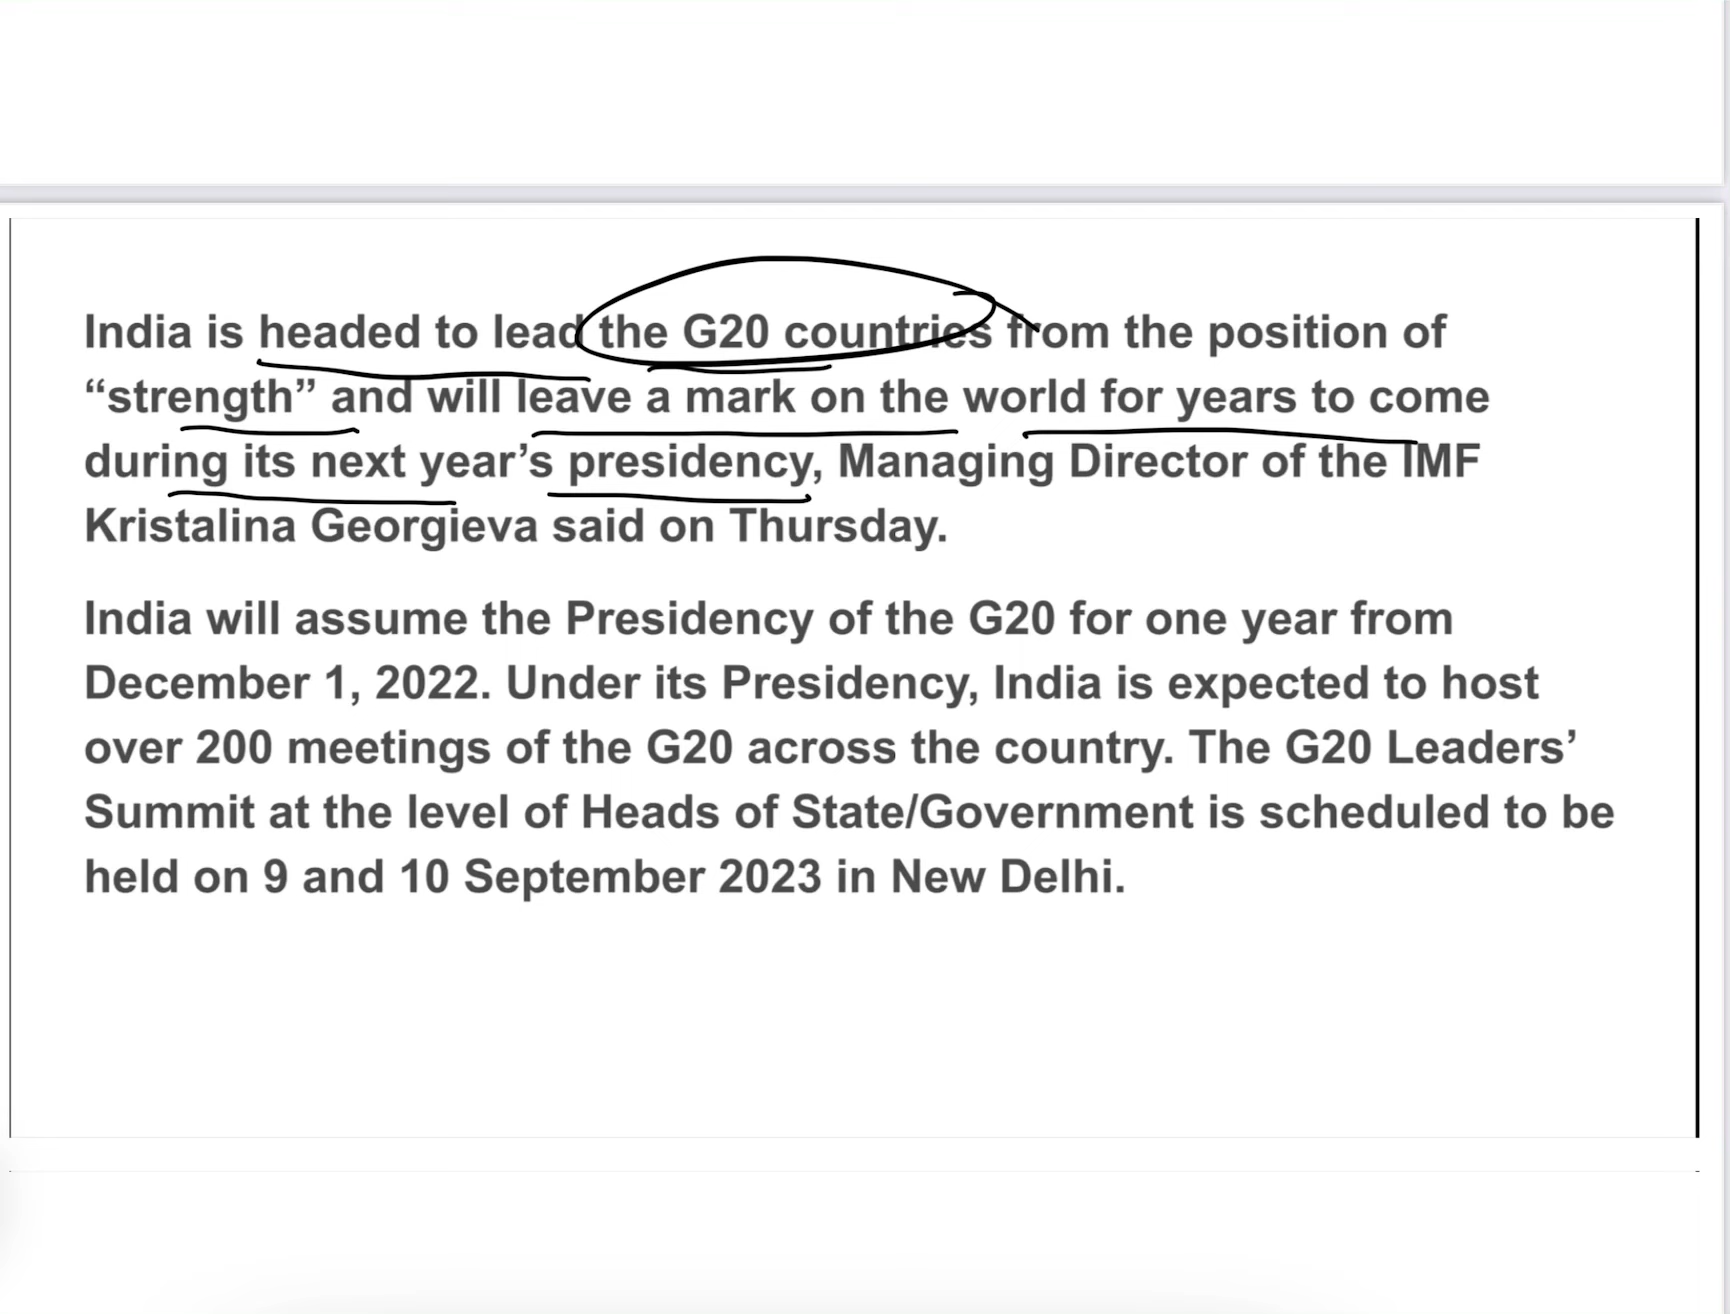 India is headed to lead the G20 countries from the position of
“strength” and will leave a mark on the world for years to come
during its next year’s presidency, Managing Director of the IMF
Kristalina Georgieva said on Thursday.
India will assume the Presidency of the G20 for one year from
December 1, 2022. Under its Presidency, India is expected to host
over 200 meetings of the G20 across the country. The G20 Leaders’
Summit at the level of Heads of State/Government is scheduled to be
held on 9 and 10 September 2023 in New Delhi.